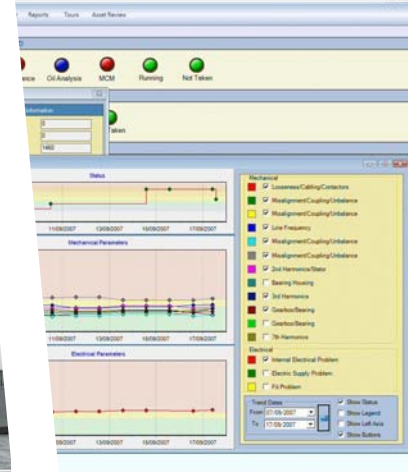 Reports Tours Asset Review
Oil Analysis MCM Running Not Taken
0
0
1460
Status
11/09/2007 13/09/2007 15/09/2007 17/09/2007
Mechanical Parameters
11/09/2007 13/09/2007 15/09/2007 17/09/2007
Electrical Parameters
11/09/2007 13/09/2007 15/09/2007 17/09/2007
Mechanical
Looseness/Cabling/Contactors
Misalignment/Coupling/Unbalance
Misalignment/Coupling/Unbalance
Line Frequency
Misalignment/Coupling/Unbalance
Misalignment/Coupling/Unbalance
2nd Harmonics/Stator
Bearing Housing
3rd Harmonics
Gearbox/Bearing
Gearbox/Bearing
7th Harmonics
Electrical
Internal Electrical Problem
Electric Supply Problem
Fit Problem
Trend Dates
From 07/09/2007
To 17/09/2007
Show Status
Show Legend
Show Left Axis
Show Buttons